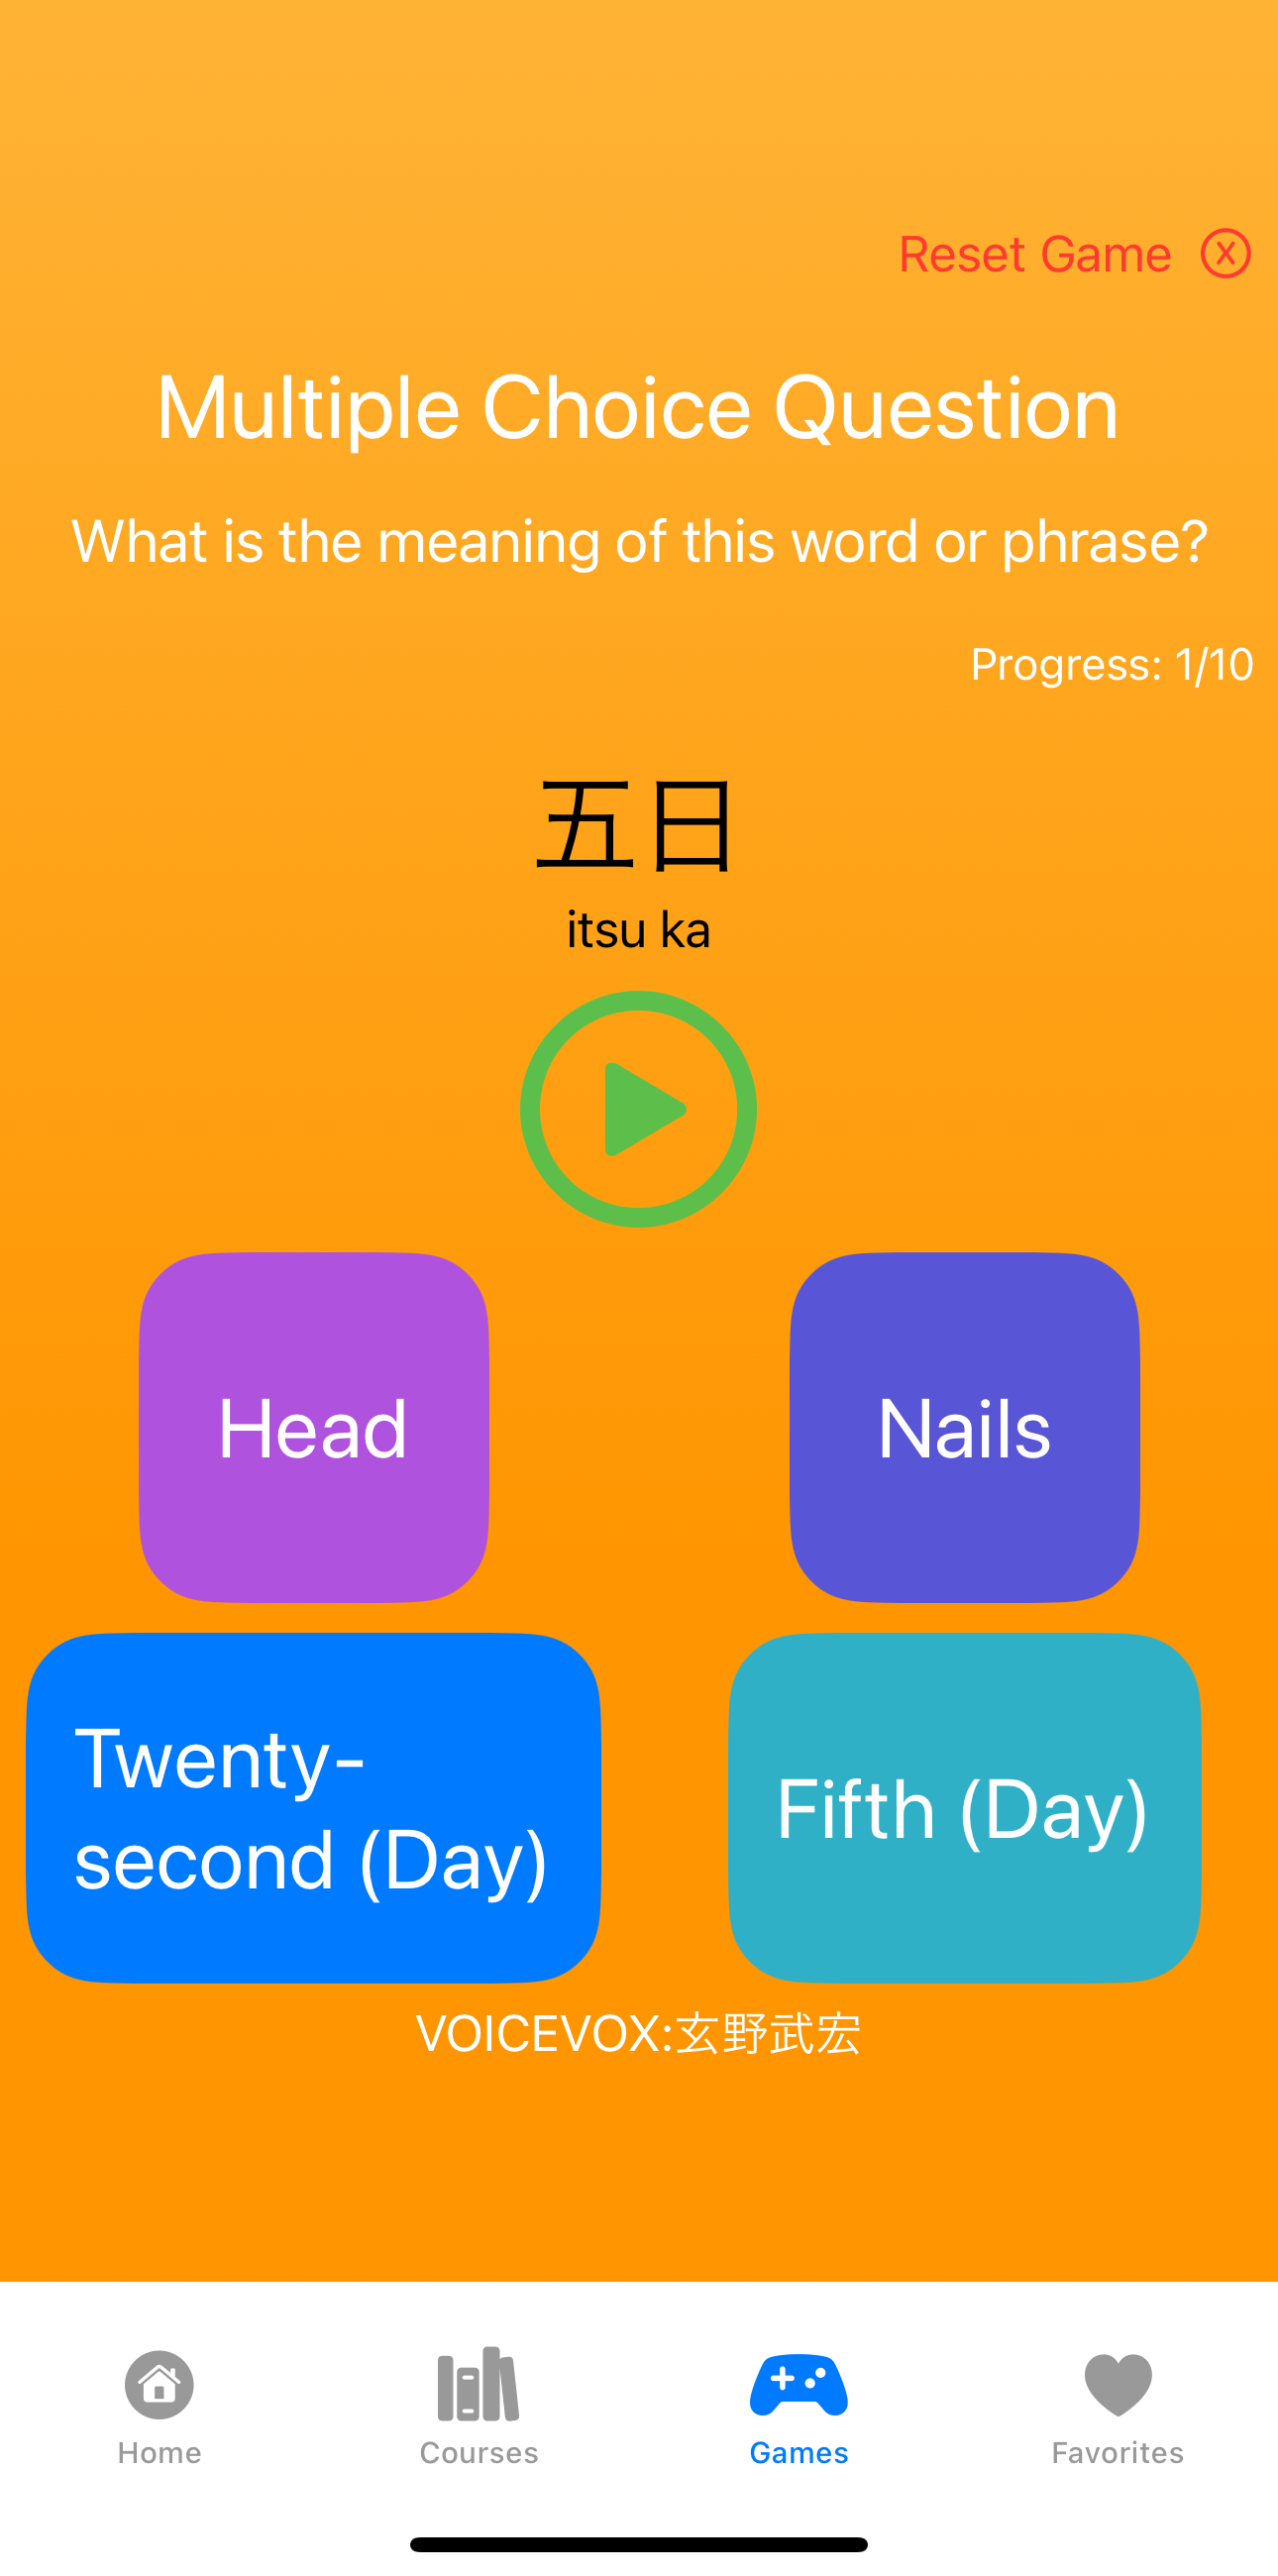 Reset Game
Multiple Choice Question
What is the meaning of this word or phrase?
Progress: 1/10
五日
itsu ka
Head
Nails
Twenty-
second (Day)
Fifth (Day)
VOICEVOX:玄野武宏
Home
Courses
Games
Favorites